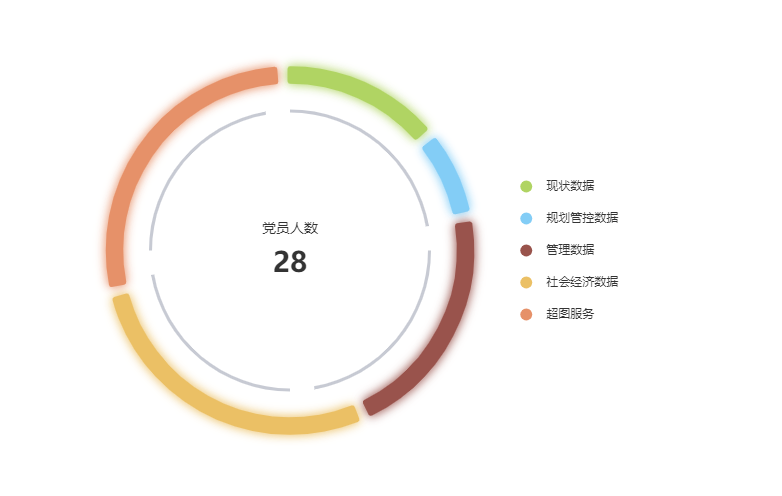 党员人数
28
现状数据
规划管控数据
管理数据
社会经济数据
超图服务